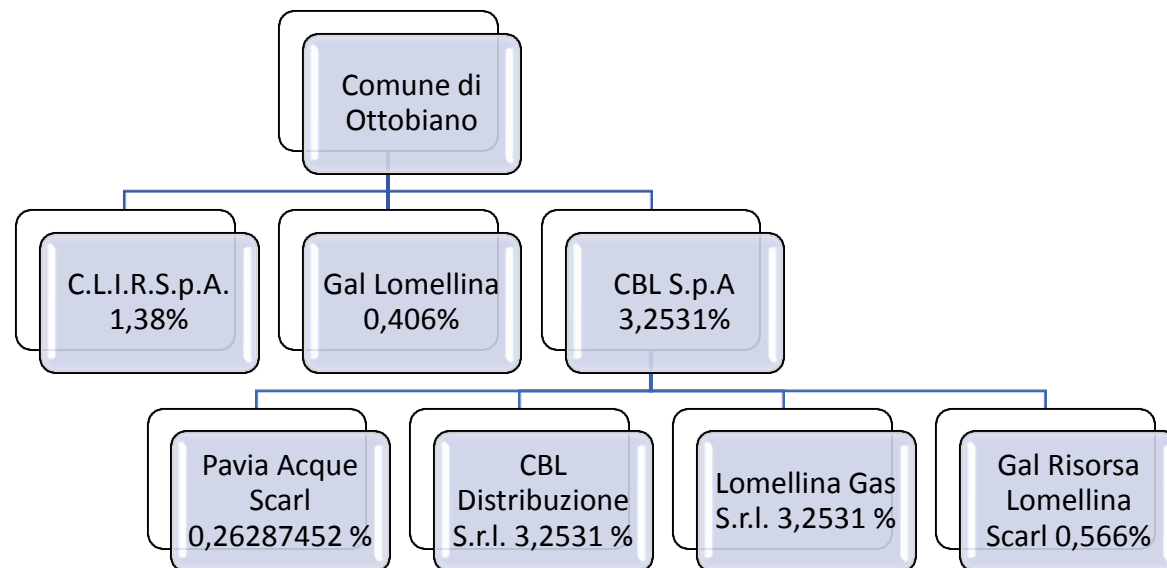 Comune di
Ottobiano
C.L.I.R.S.p.A.
1,38%
Gal Lomellina
0,406%
CBL S.p.A
3,2531%
Pavia Acque
Scarl
0,26287452 %
CBL
Distribuzione
S.r.l. 3,2531 %
Lomellina Gas
S.r.l. 3,2531 %
Gal Risorsa
Lomellina
Scarl 0,566%